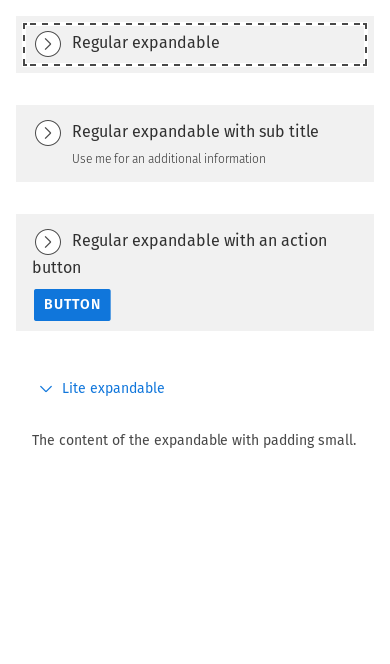 Regular expandable
Regular expandable with sub title
Use me for an additional information
Regular expandable with an action
button
BUTTON
Lite expandable
The content of the expandable with padding small.